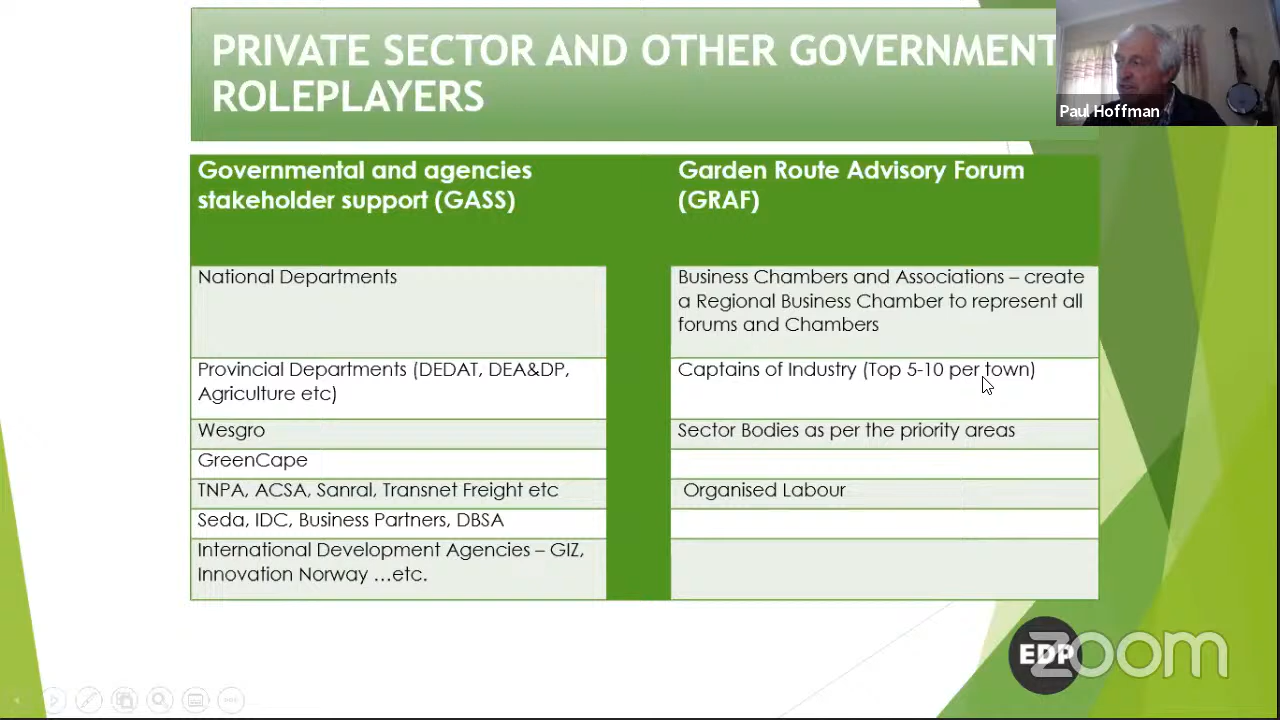 PRIVATE SECTOR AND OTHER GOVERNMENT
ROLEPLAYERS
Paul Hoffman
Governmental and agencies
stakeholder support (GASS)
Garden Route Advisory Forum
(GRAF)
National Departments
Business Chambers and Associations – create
a Regional Business Chamber to represent all
forums and Chambers
Provincial Departments (DEDAT, DEA&DP,
Agriculture etc)
Captains of Industry (Top 5-10 per town)
Wesgro
Sector Bodies as per the priority areas
GreenCape
TNPA, ACSA, Sanral, Transnet Freight etc
Organised Labour
Seda, IDC, Business Partners, DBSA
International Development Agencies – GIZ,
Innovation Norway …etc.
EDP
zoom